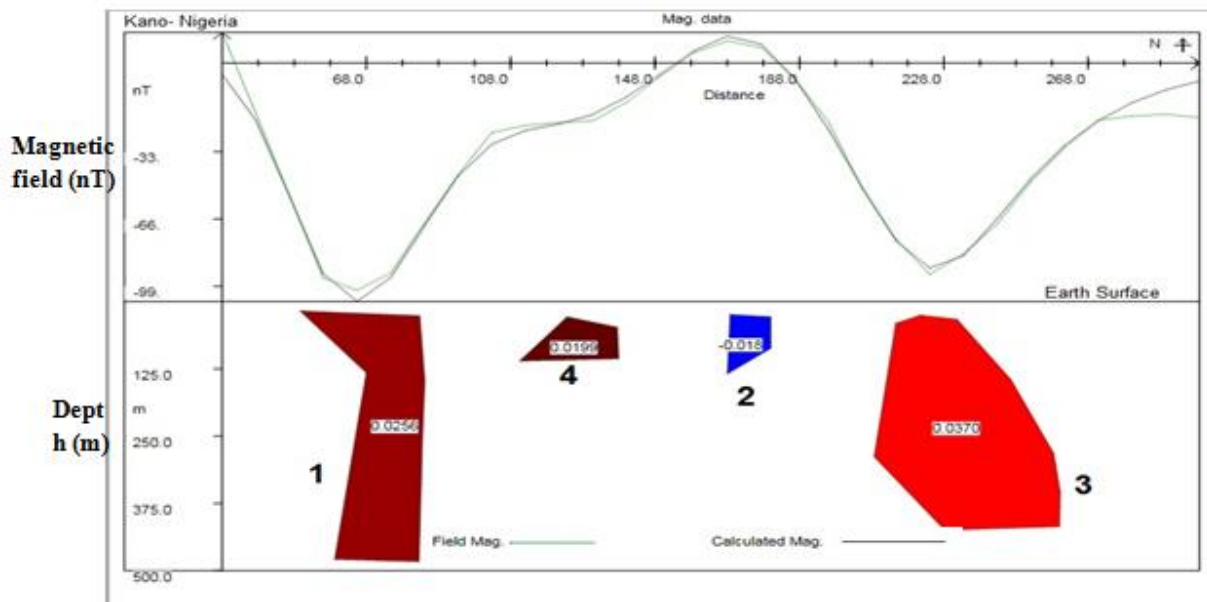 Kano- Nigeria
Mag. data
N
68.0
108.0
148.0
188.0
228.0
268.0
nT
Distance
Magnetic
field (nT)
-33.
-66.
-99.
Earth Surface
0.0199
-0.018
4
125.0
2
m
Dept
h (m)
0.0256
0.0370
250.0
1
3
375.0
Field Mag.
Calculated Mag.
500.0